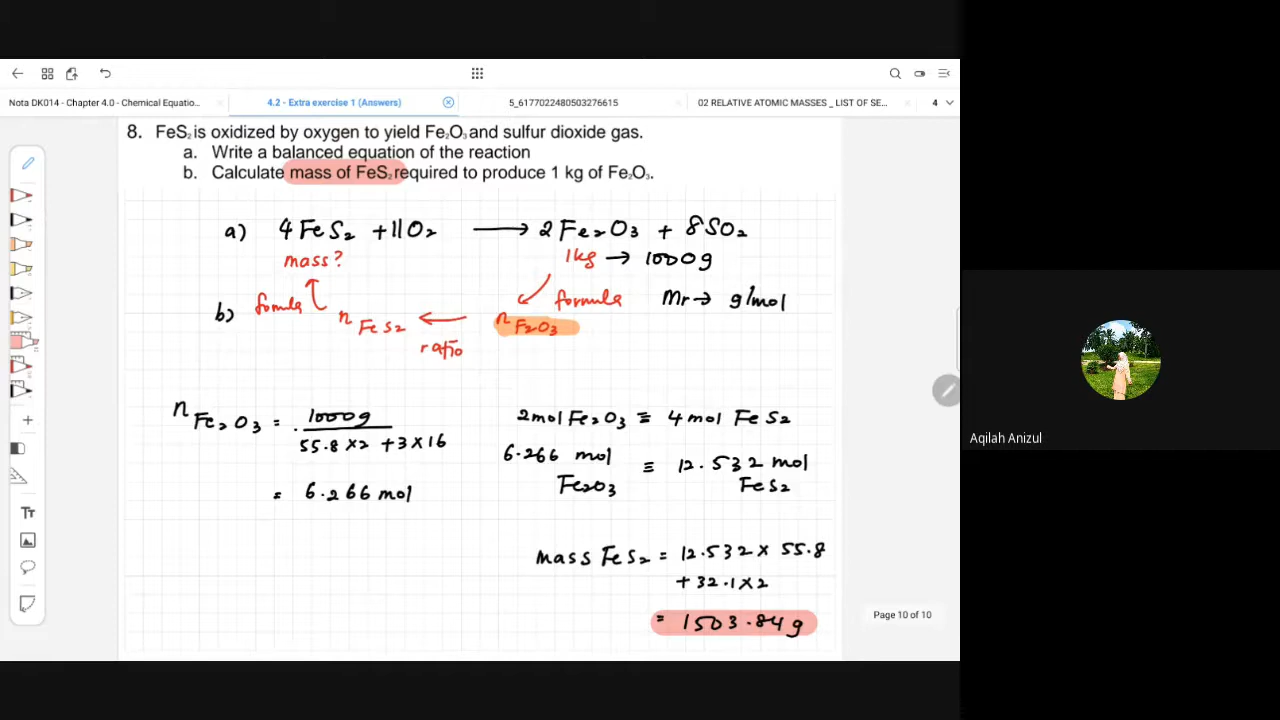 Nota DK014 - Chapter 4.0 - Chemical Equatio... 4.2 - Extra exercise 1 (Answers) 5_6177022480503276615 02 RELATIVE ATOMIC MASSES _ LIST OF SE... 4
8. FeS₂ is oxidized by oxygen to yield Fe₂O₃ and sulfur dioxide gas.
a. Write a balanced equation of the reaction
b. Calculate mass of FeS₂ required to produce 1 kg of Fe₂O₃.
a) 4FeS₂ + 11O₂ → 2Fe₂O₃ + 8SO₂
mass? 1kg → 1000g
b) formula n FeS₂ ← n F₂O₃ formula Mr → g/mol
ratio
n Fe₂O₃ = 1000g
55.8 × 2 + 3 × 16
= 6.266 mol
2mol Fe₂O₃ ≡ 4 mol FeS₂
6.266 mol ≡ 12.532 mol
Fe₂O₃ FeS₂
mass FeS₂ = 12.532 × 55.8
+ 32.1 × 2
= 1503.84g
Tt
Page 10 of 10
Aqilah Anizul